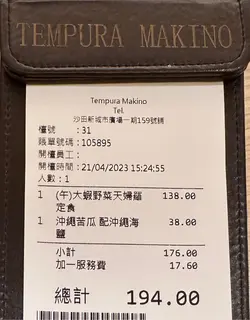 TEMPURA MAKINO
Tempura Makino
Tel.
沙田新城市廣場一期159號舖
檯號 : 31
賬單號碼: 105895
開檯員工:
開檯時間: 21/04/2023 15:24:55
人數 : 1
1 (午)大蝦野菜天婦羅 138.00
定食
1 沖繩苦瓜 配沖繩海 38.00
鹽
小計 176.00
加一服務費 17.60
總計 194.00